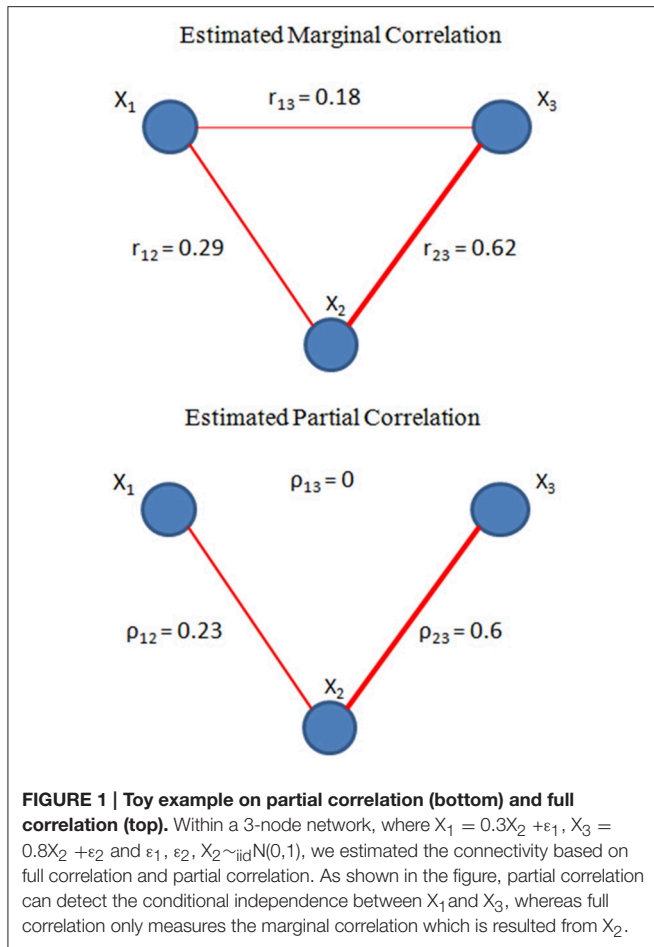 Estimated Marginal Correlation
X₁ r₁₃ = 0.18 X₃
r₁₂ = 0.29 r₂₃ = 0.62
X₂
Estimated Partial Correlation
X₁ ρ₁₃ = 0 X₃
ρ₁₂ = 0.23 ρ₂₃ = 0.6
X₂
FIGURE 1 | Toy example on partial correlation (bottom) and full
correlation (top). Within a 3-node network, where X₁ = 0.3X₂ +ε₁, X₃ =
0.8X₂ +ε₂ and ε₁, ε₂, X₂∼ᵢᵢdN(0,1), we estimated the connectivity based on
full correlation and partial correlation. As shown in the figure, partial correlation
can detect the conditional independence between X₁and X₃, whereas full
correlation only measures the marginal correlation which is resulted from X₂.